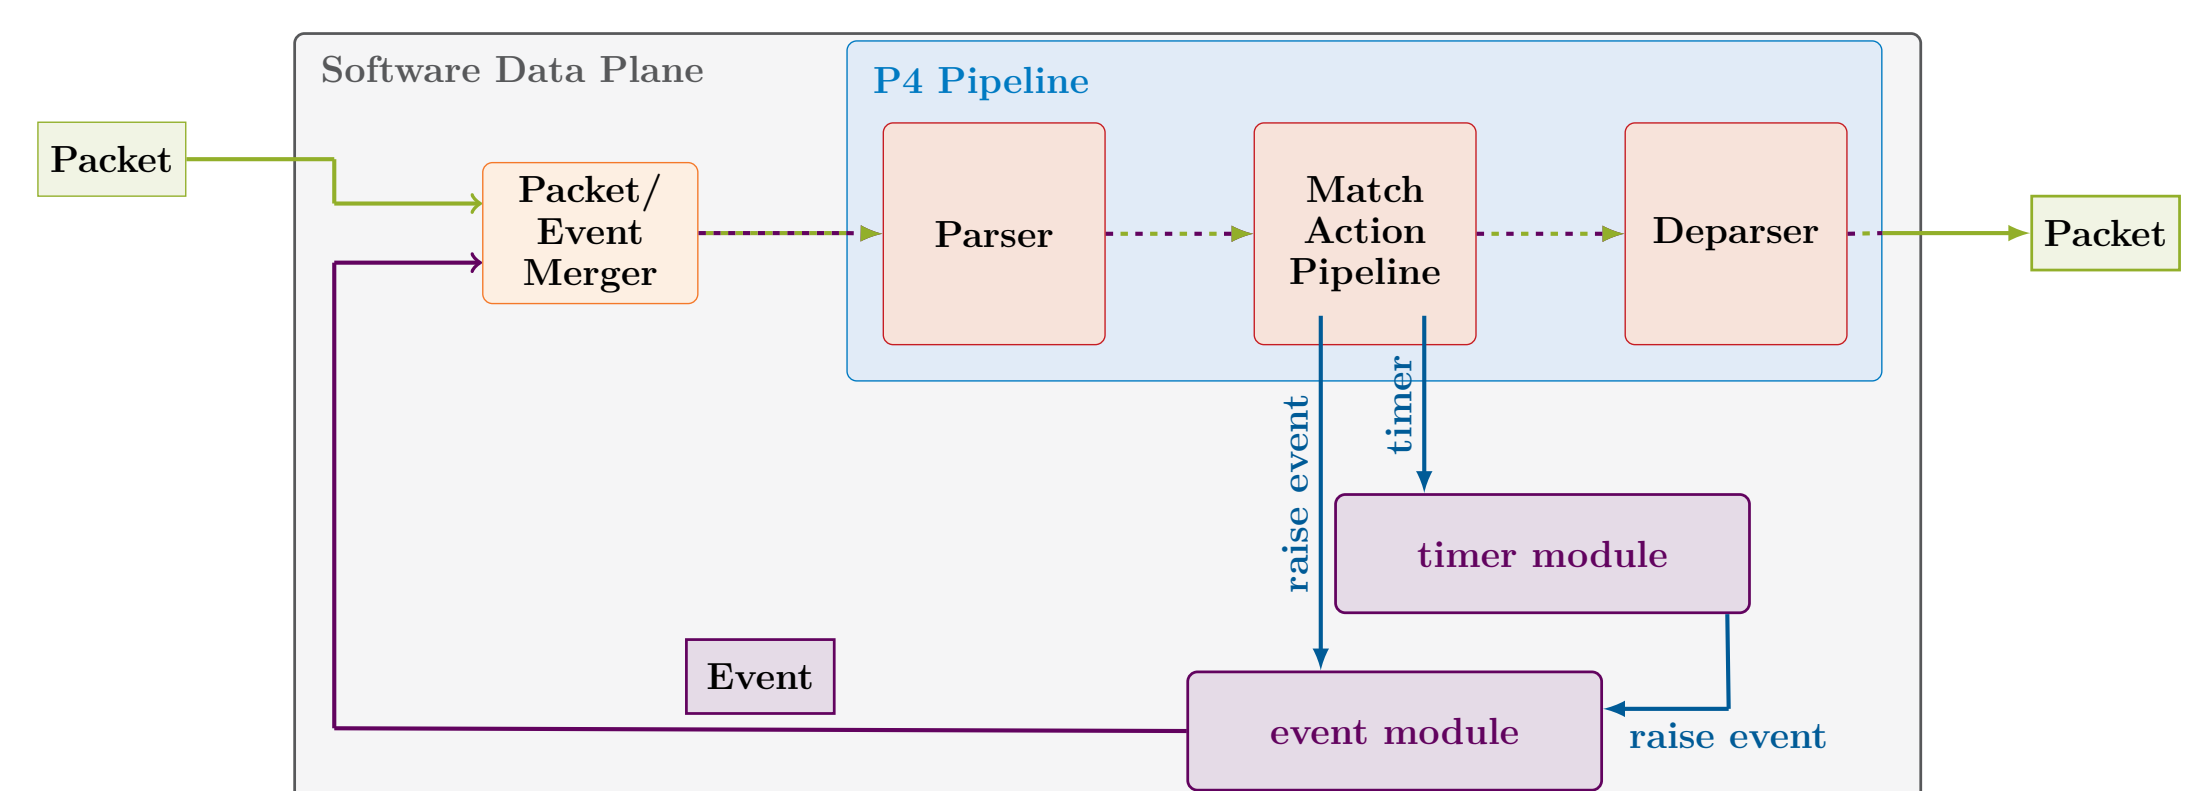 Software Data Plane
P4 Pipeline
Packet
Packet/
Event
Merger
Parser
Match
Action
Pipeline
Deparser
Packet
timer
raise event
timer module
Event
event module
raise event